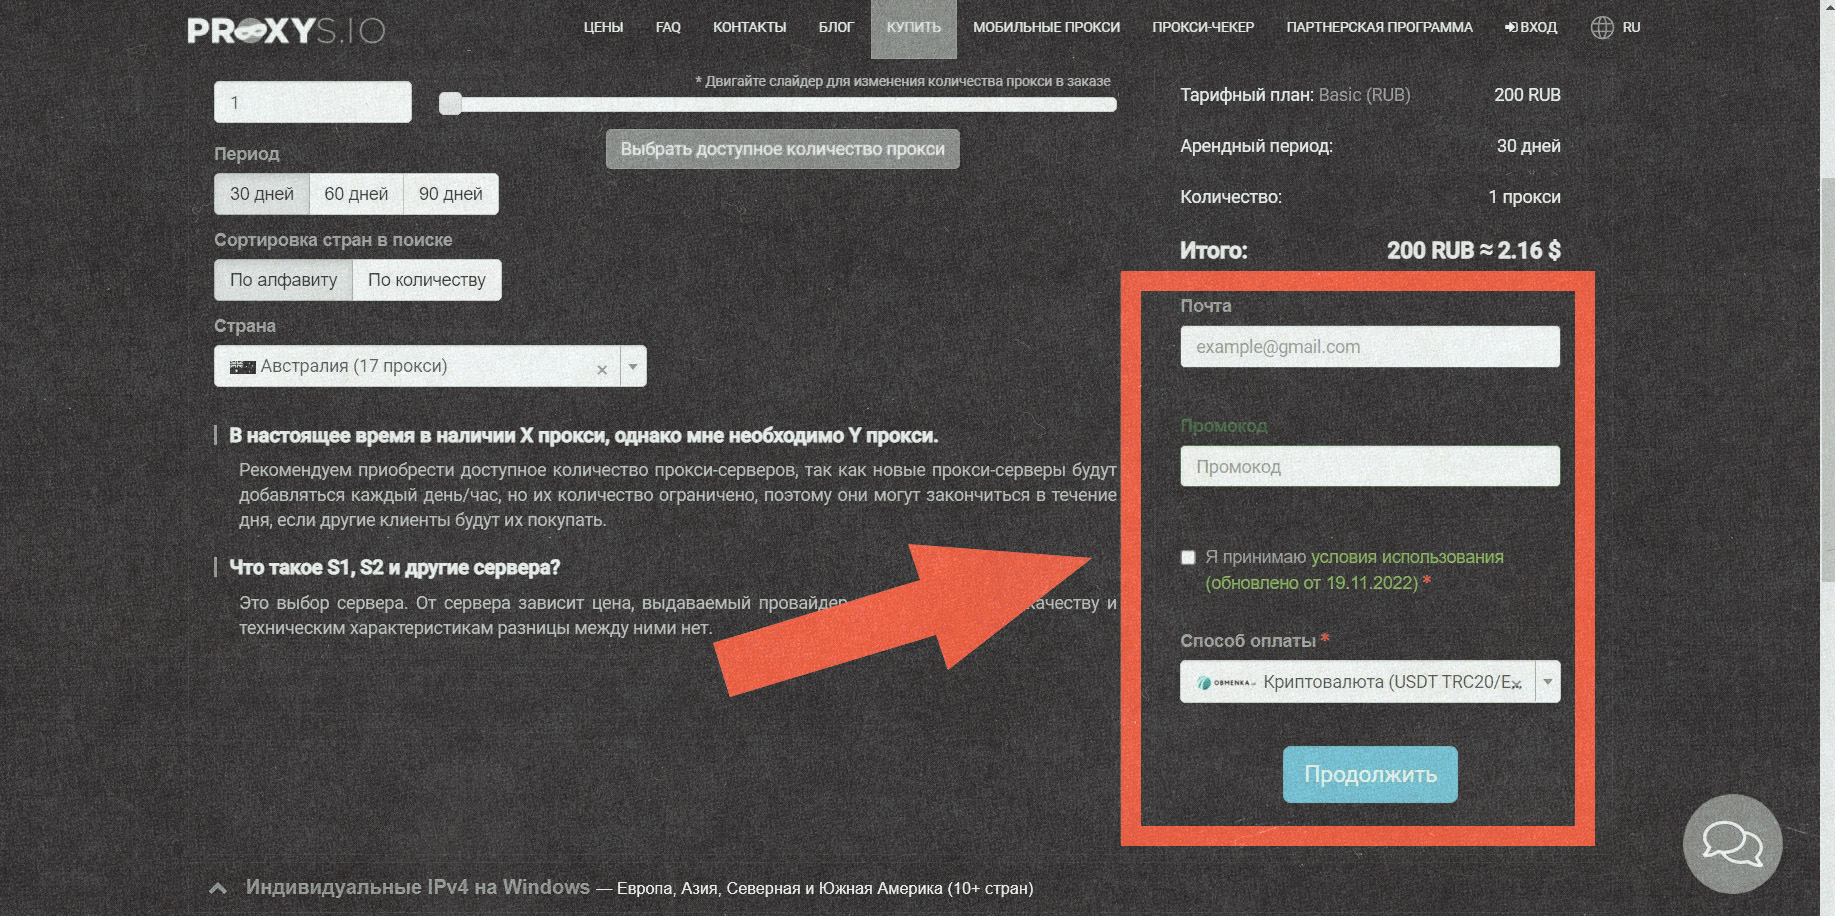 PROXYS.IO
ЦЕНЫ FAQ КОНТАКТЫ БЛОГ КУПИТЬ МОБИЛЬНЫЕ ПРОКСИ ПРОКСИ-ЧЕКЕР ПАРТНЕРСКАЯ ПРОГРАММА ВХОД RU
* Двигайте слайдер для изменения количества прокси в заказе
1
Выбрать доступное количество прокси
Период
30 дней 60 дней 90 дней
Сортировка стран в поиске
По алфавиту По количеству
Страна
Австралия (17 прокси) ×
В настоящее время в наличии X прокси, однако мне необходимо Y прокси.
Рекомендуем приобрести доступное количество прокси-серверов, так как новые прокси-серверы будут
добавляться каждый день/час, но их количество ограничено, поэтому они могут закончиться в течение
дня, если другие клиенты будут их покупать.
Что такое S1, S2 и другие сервера?
Это выбор сервера. От сервера зависит цена, выдаваемый провайдер качеству и
техническим характеристикам разницы между ними нет.
Тарифный план: Basic (RUB) 200 RUB
Арендный период: 30 дней
Количество: 1 прокси
Итого: 200 RUB ≈ 2.16 $
Почта
example@gmail.com
Промокод
Промокод
Я принимаю условия использования
(обновлено от 19.11.2022) *
Способ оплаты *
OBMENKA Криптовалюта (USDT TRC20/E...
Продолжить
Индивидуальные IPv4 на Windows — Европа, Азия, Северная и Южная Америка (10+ стран)